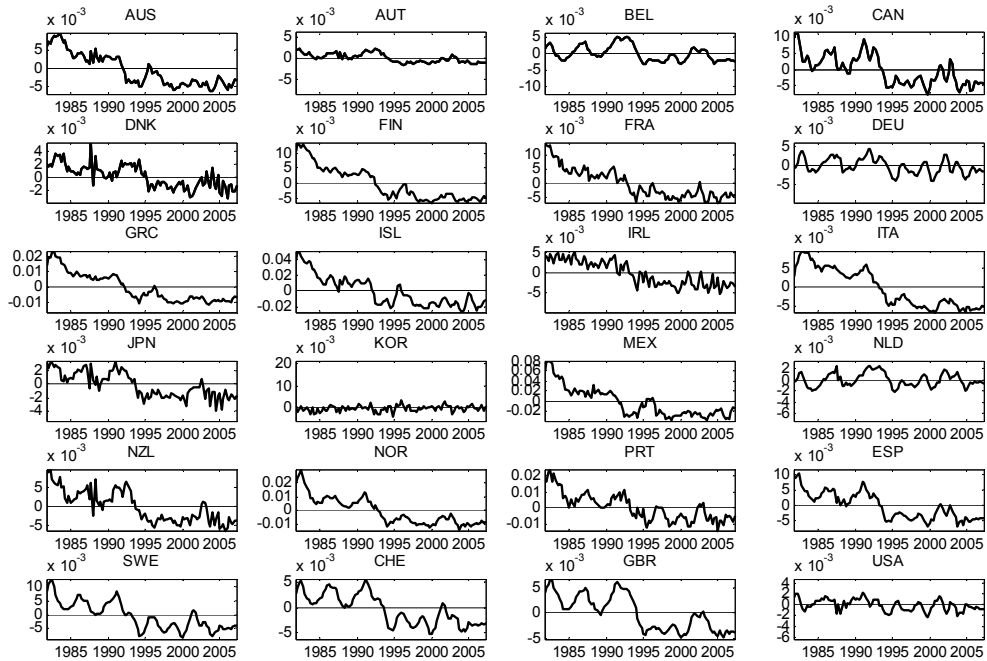 x 10⁻³ AUS
5
0
-5
1985 1990 1995 2000 2005
x 10⁻³ AUT
5
0
-5
1985 1990 1995 2000 2005
x 10⁻³ BEL
5
0
-5
-10
1985 1990 1995 2000 2005
x 10⁻³ CAN
10
5
0
-5
1985 1990 1995 2000 2005
x 10⁻³ DNK
4
2
0
-2
1985 1990 1995 2000 2005
x 10⁻³ FIN
10
5
0
-5
1985 1990 1995 2000 2005
x 10⁻³ FRA
10
5
0
-5
1985 1990 1995 2000 2005
x 10⁻³ DEU
5
0
-5
1985 1990 1995 2000 2005
GRC
0.02
0.01
0
-0.01
1985 1990 1995 2000 2005
ISL
0.04
0.02
0
-0.02
1985 1990 1995 2000 2005
x 10⁻³ IRL
5
0
-5
1985 1990 1995 2000 2005
x 10⁻³ ITA
5
0
-5
1985 1990 1995 2000 2005
x 10⁻³ JPN
2
0
-2
-4
1985 1990 1995 2000 2005
x 10⁻³ KOR
20
10
0
1985 1990 1995 2000 2005
MEX
0.08
0.06
0.04
0.02
0
-0.02
1985 1990 1995 2000 2005
x 10⁻³ NLD
2
0
-2
-4
-6
1985 1990 1995 2000 2005
x 10⁻³ NZL
5
0
-5
1985 1990 1995 2000 2005
NOR
0.02
0.01
0
-0.01
1985 1990 1995 2000 2005
PRT
0.02
0.01
0
-0.01
1985 1990 1995 2000 2005
x 10⁻³ ESP
10
5
0
-5
1985 1990 1995 2000 2005
x 10⁻³ SWE
10
5
0
-5
1985 1990 1995 2000 2005
x 10⁻³ CHE
5
0
-5
1985 1990 1995 2000 2005
x 10⁻³ GBR
5
0
-5
1985 1990 1995 2000 2005
x 10⁻³ USA
4
2
0
-2
-4
-6
1985 1990 1995 2000 2005